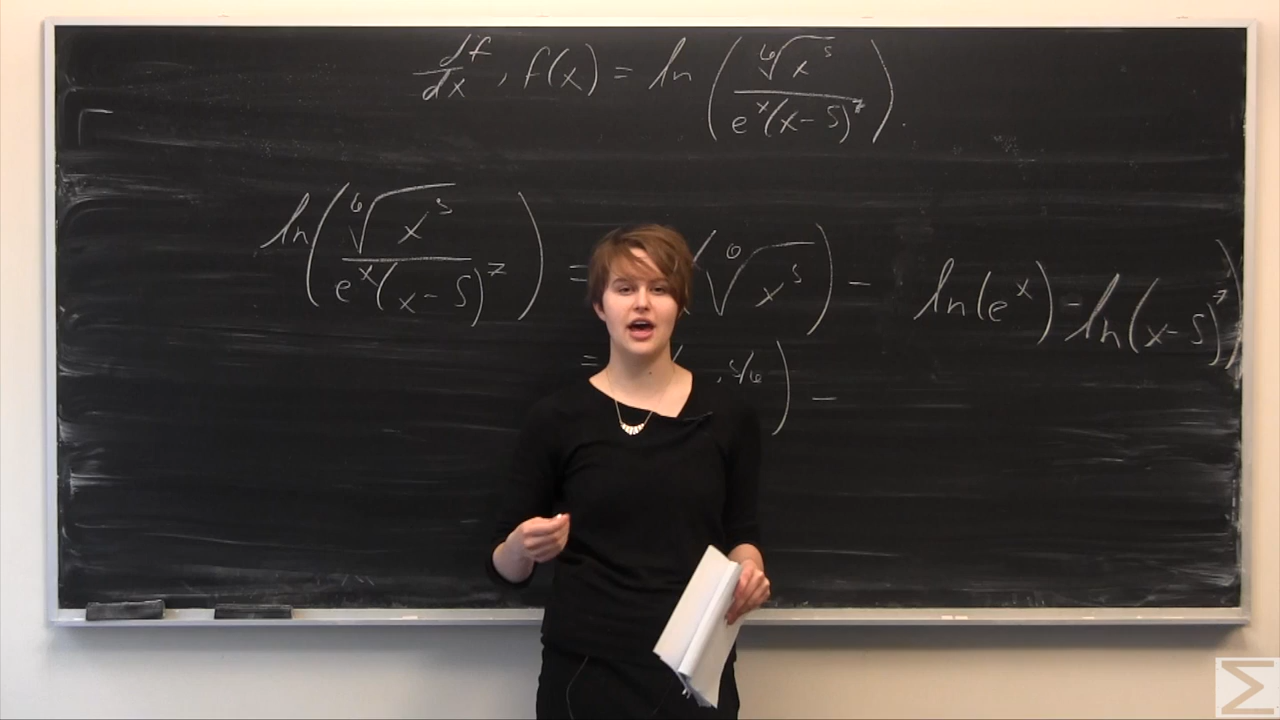 df/dx, f(x) = ln(⁶√x⁵ / eˣ(x-5)⁷).
ln(⁶√x⁵ / eˣ(x-5)⁷) = (⁶√x⁵) - ln(eˣ) - ln(x-5)⁷)
= ( ⁵/⁶) -
Σ